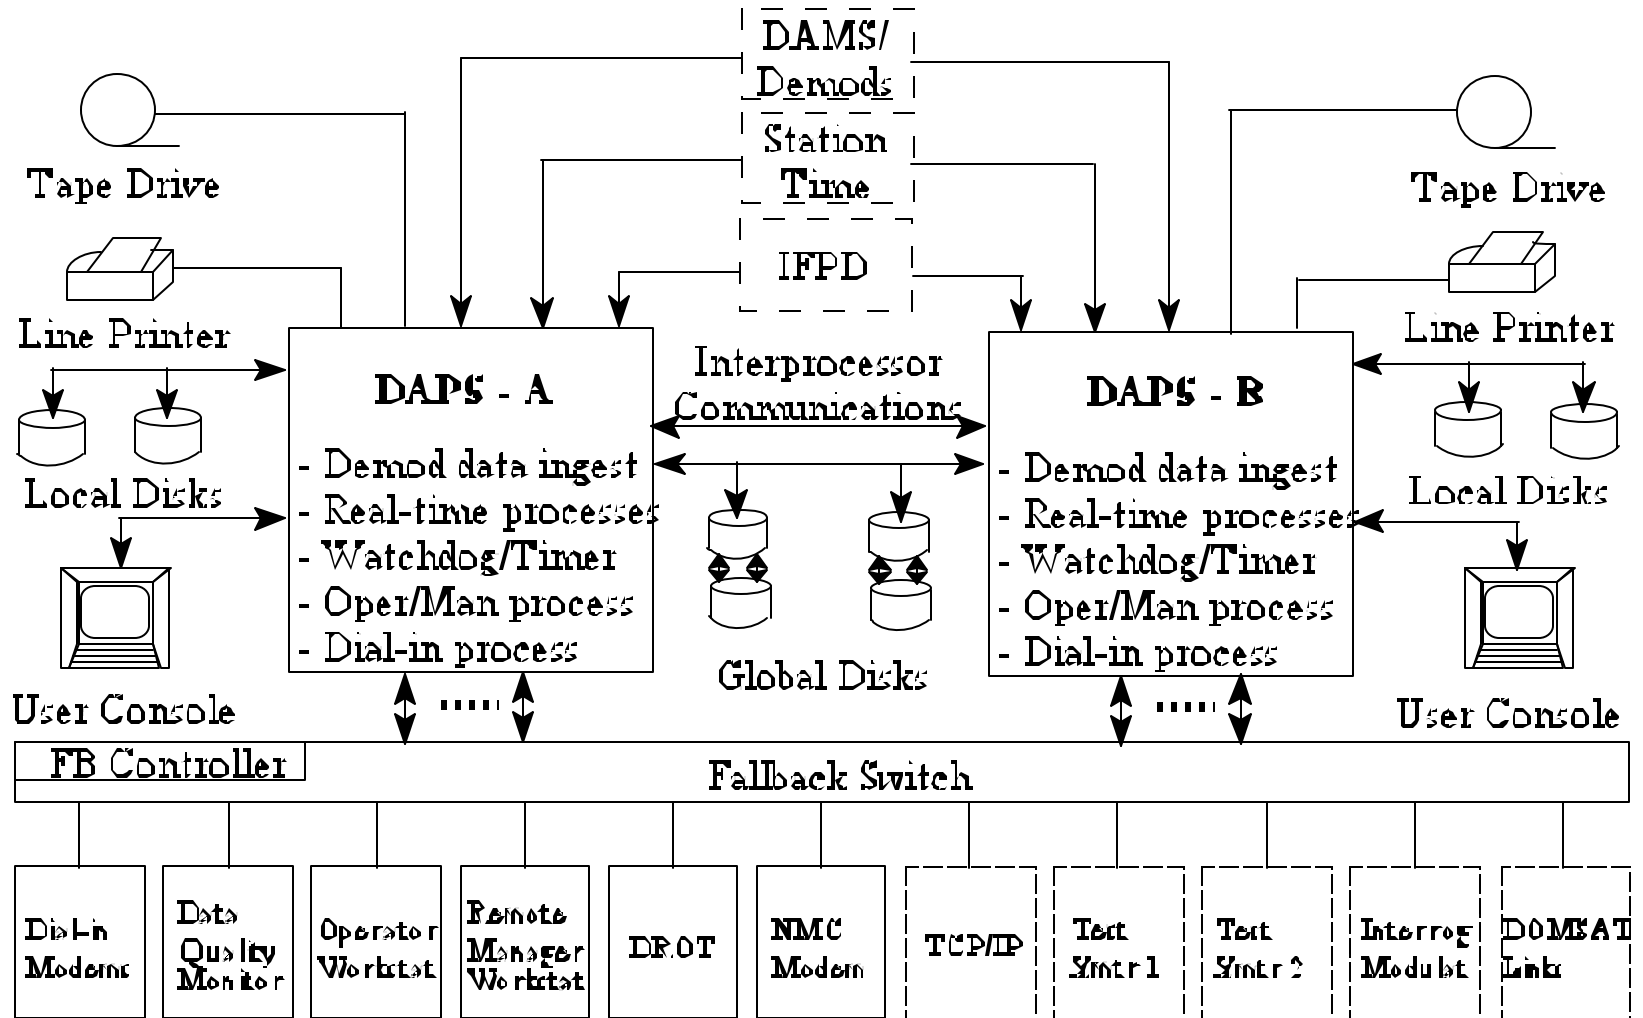 DAMS/
Demods
Station
Time
IFPD
Tape Drive
Tape Drive
Line Printer
Line Printer
Interprocessor
Communications
DAPS - A
- Demod data ingest
- Real-time processes
- Watchdog/Timer
- Oper/Man process
- Dial-in process
DAPS - B
- Demod data ingest
- Real-time processes
- Watchdog/Timer
- Oper/Man process
- Dial-in process
Local Disks
Local Disks
Global Disks
User Console
User Console
FB Controller
Fallback Switch
Dial-in
Modems
Data
Quality
Monitor
Operator
Workstat
Remote
Manager
Workstat
DROT
NMC
Modem
TCP/IP
Test
Xmtr 1
Test
Xmtr 2
Interrog
Modulat
DOMSAT
Link